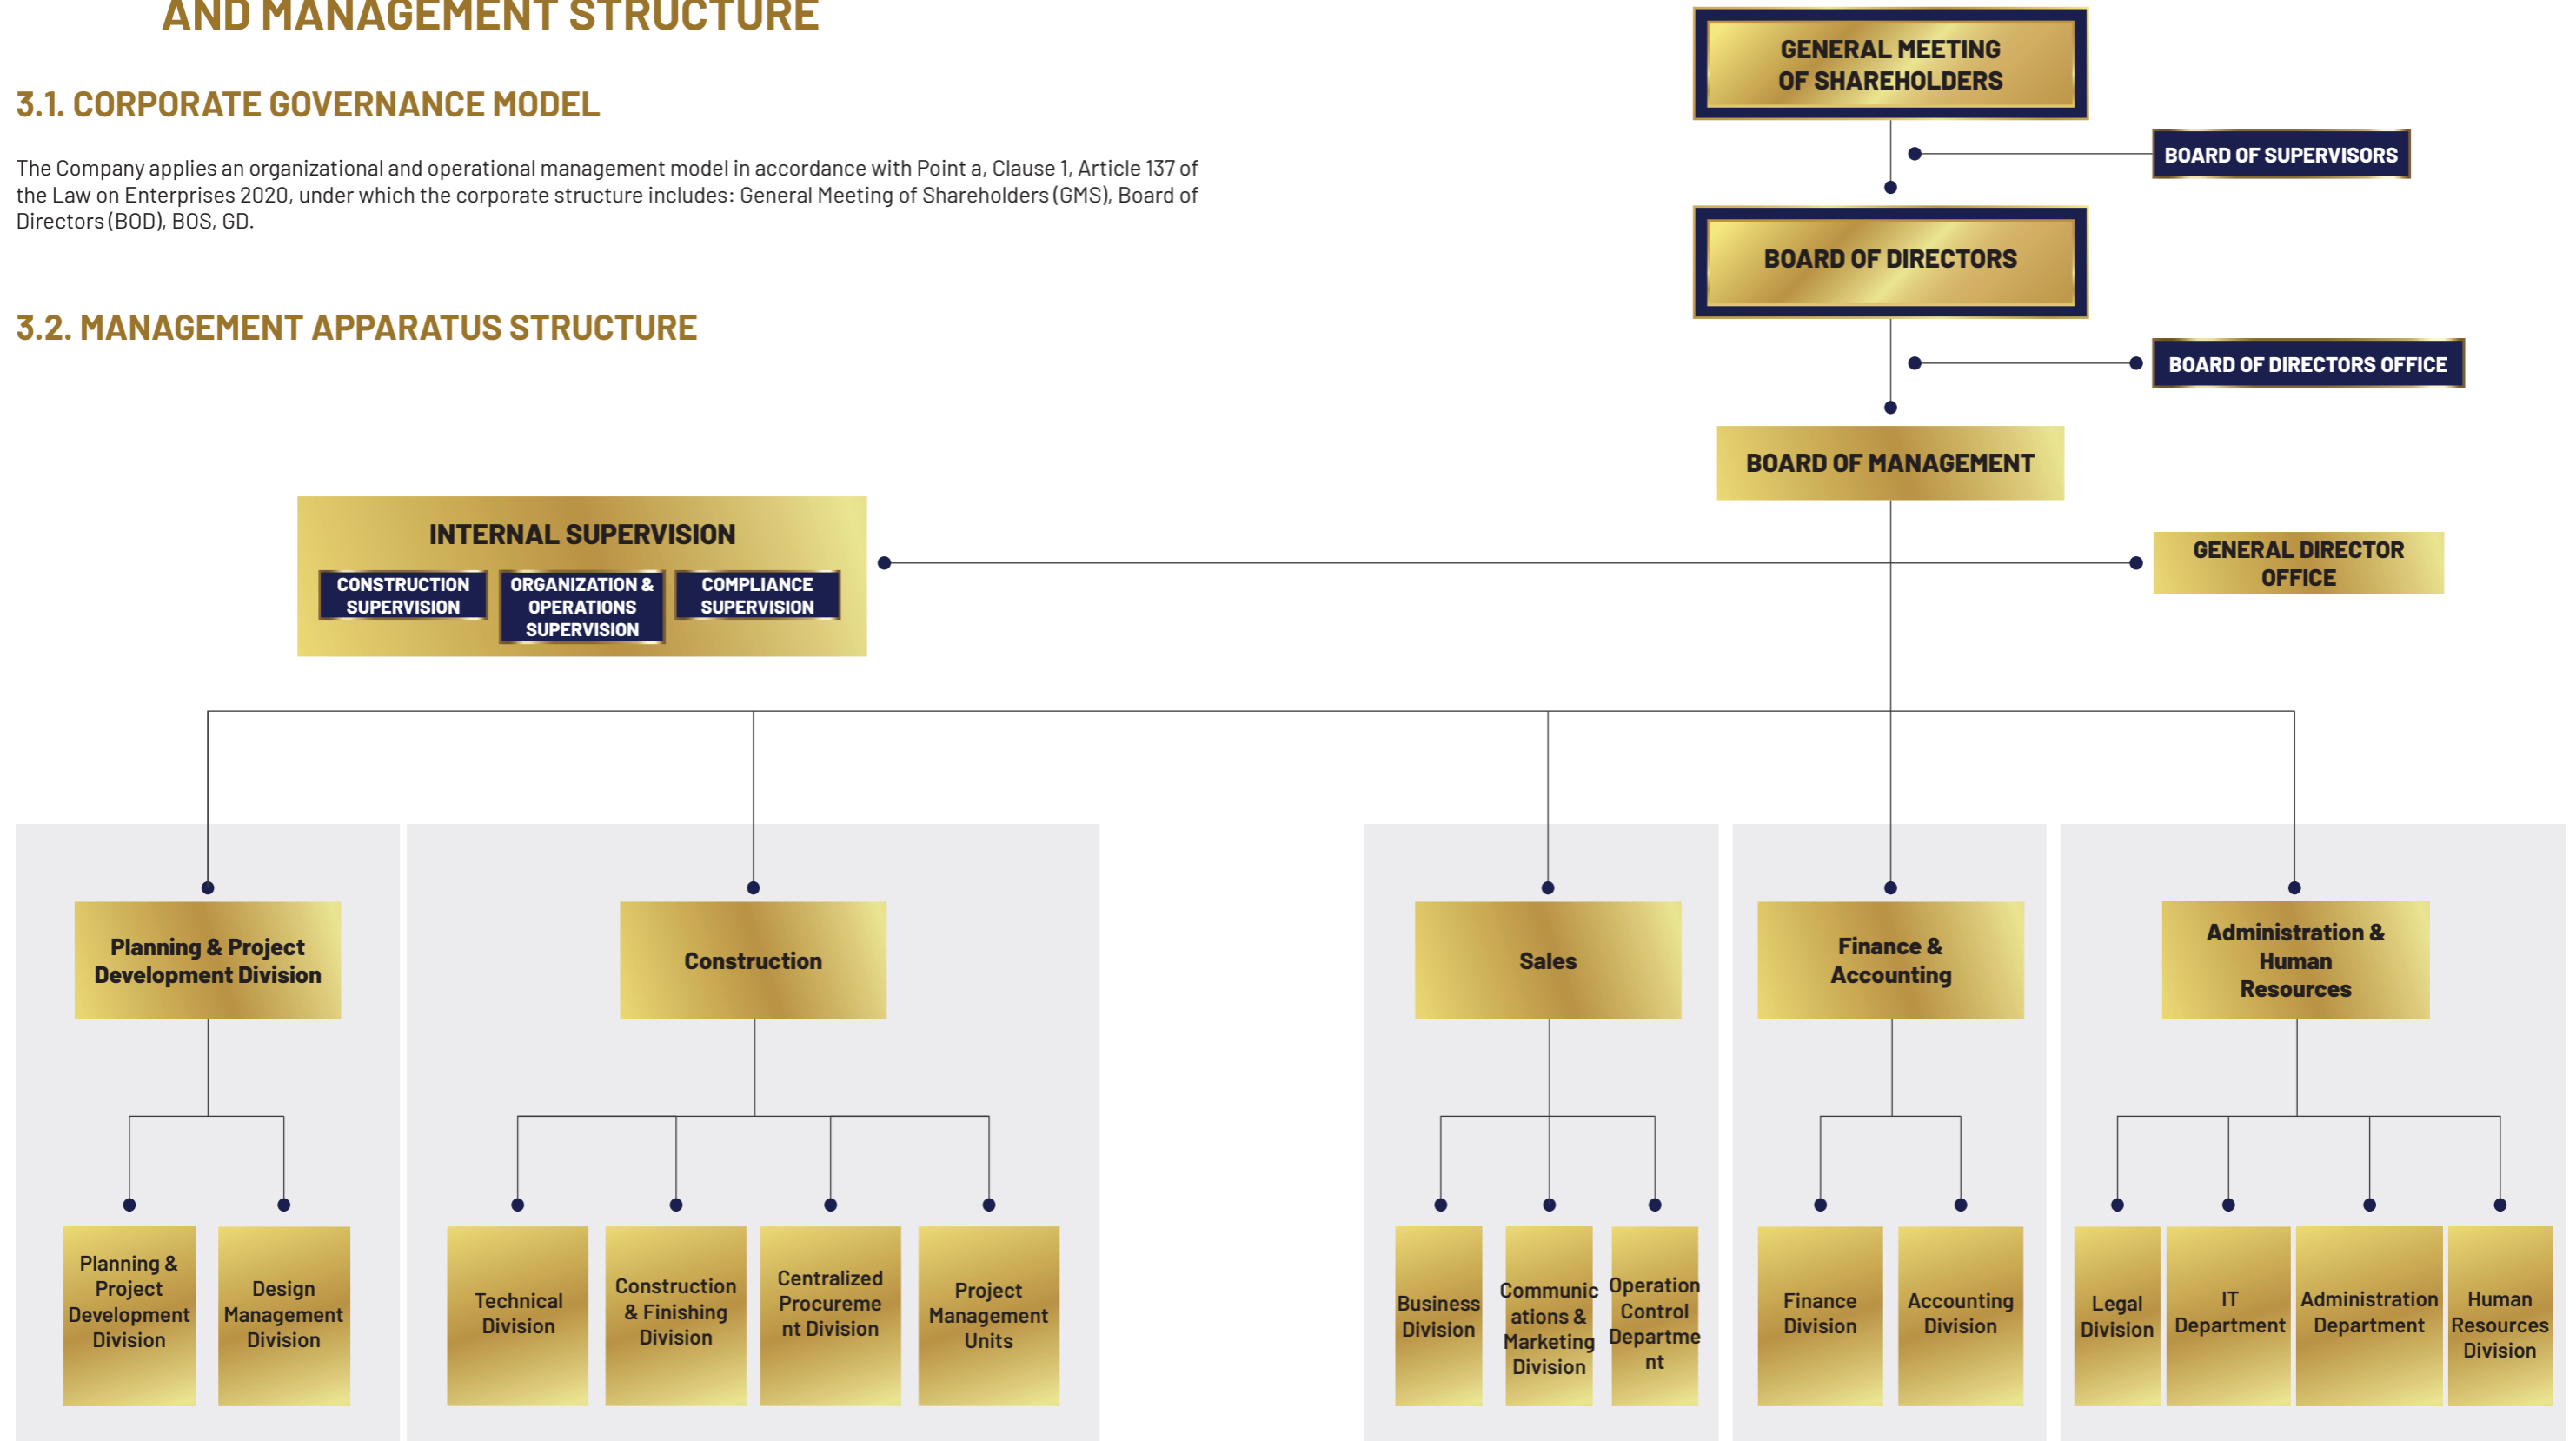 AND MANAGEMENT STRUCTURE
3.1. CORPORATE GOVERNANCE MODEL
The Company applies an organizational and operational management model in accordance with Point a, Clause 1, Article 137 of
the Law on Enterprises 2020, under which the corporate structure includes: General Meeting of Shareholders (GMS), Board of
Directors (BOD), BOS, GD.
3.2. MANAGEMENT APPARATUS STRUCTURE
GENERAL MEETING
OF SHAREHOLDERS
BOARD OF SUPERVISORS
BOARD OF DIRECTORS
BOARD OF DIRECTORS OFFICE
BOARD OF MANAGEMENT
INTERNAL SUPERVISION
CONSTRUCTION
SUPERVISION
ORGANIZATION &
OPERATIONS
SUPERVISION
COMPLIANCE
SUPERVISION
GENERAL DIRECTOR
OFFICE
Planning & Project
Development Division
Construction
Sales
Finance &
Accounting
Administration &
Human
Resources
Planning &
Project
Development
Division
Design
Management
Division
Technical
Division
Construction
& Finishing
Division
Centralized
Procureme
nt Division
Project
Management
Units
Business
Division
Communic
ations &
Marketing
Division
Operation
Control
Departme
nt
Finance
Division
Accounting
Division
Legal
Division
IT
Department
Administration
Department
Human
Resources
Division